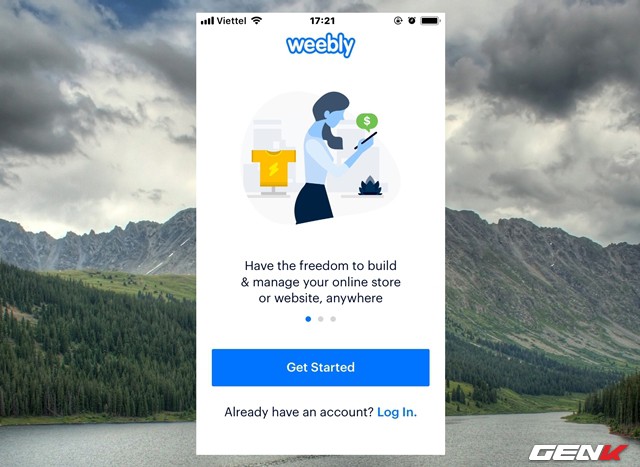 Viettel 17:21
weebly
$
Have the freedom to build
& manage your online store
or website, anywhere
Get Started
Already have an account? Log In.
GENK